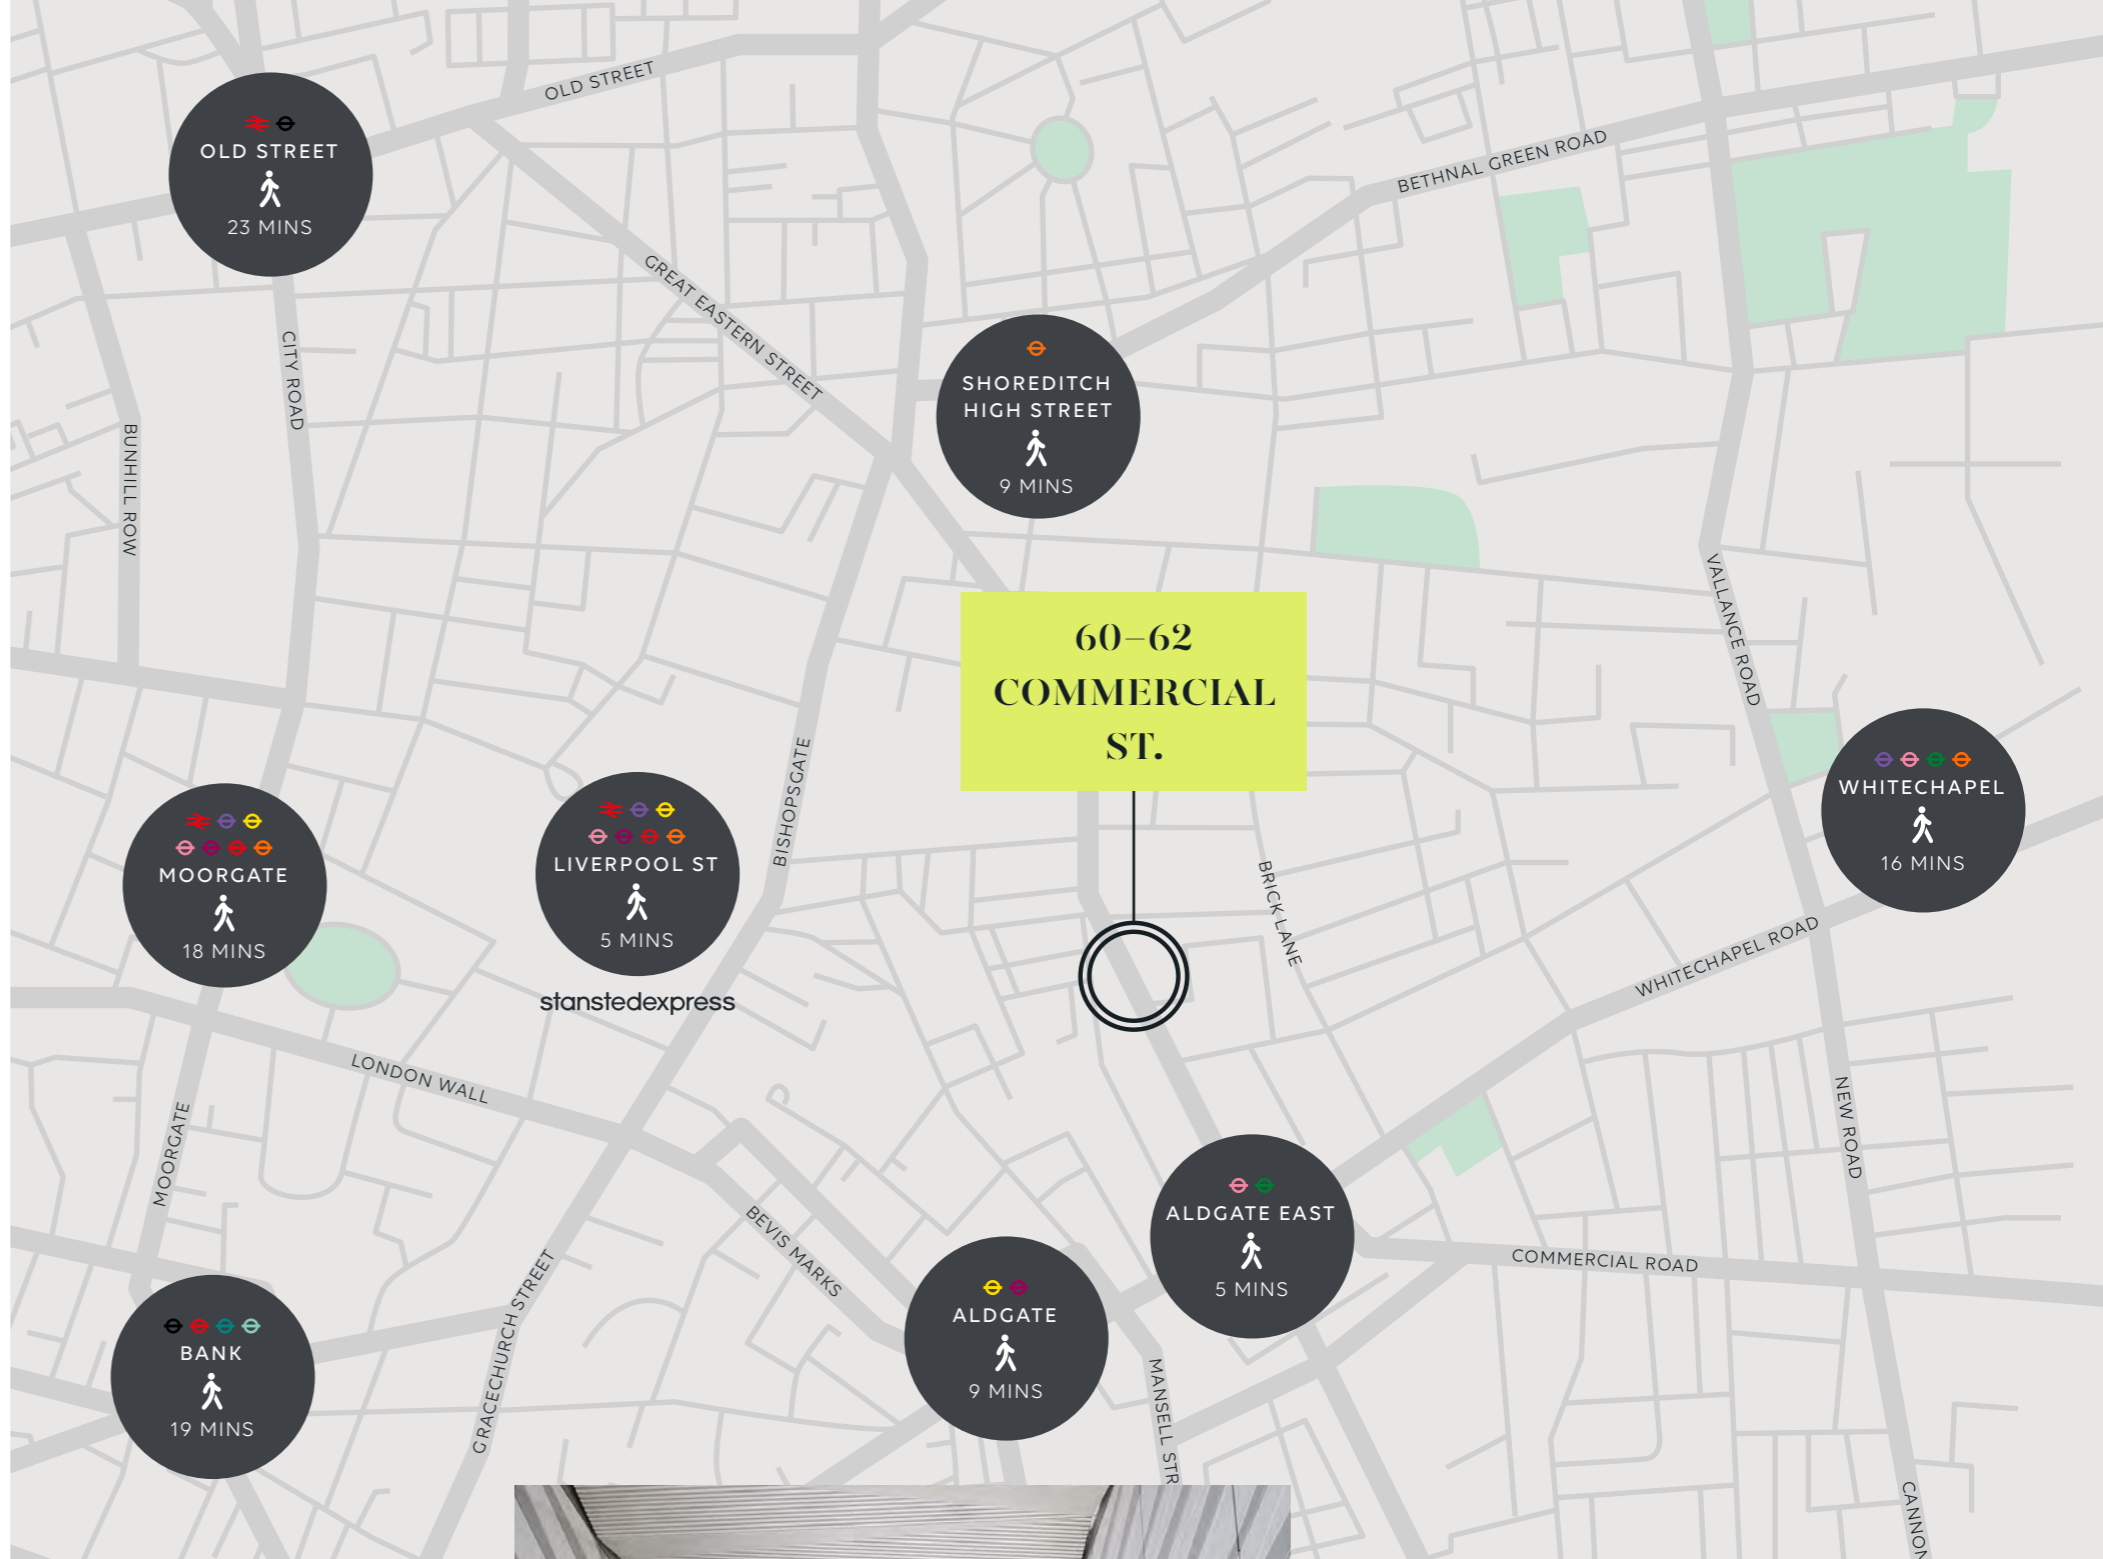 OLD STREET
OLD STREET
23 MINS
BETHNAL GREEN ROAD
GREAT EASTERN STREET
CITY ROAD
SHOREDITCH
HIGH STREET
9 MINS
BUNHILL ROW
VALLANCE ROAD
60–62
COMMERCIAL
ST.
BISHOPSGATE
WHITECHAPEL
16 MINS
MOORGATE
18 MINS
LIVERPOOL ST
5 MINS
stanstedexpress
BRICK LANE
WHITECHAPEL ROAD
LONDON WALL
MOORGATE
NEW ROAD
ALDGATE EAST
5 MINS
BEVIS MARKS
COMMERCIAL ROAD
GRACECHURCH STREET
ALDGATE
9 MINS
BANK
19 MINS
MANSELL STR
CANNON